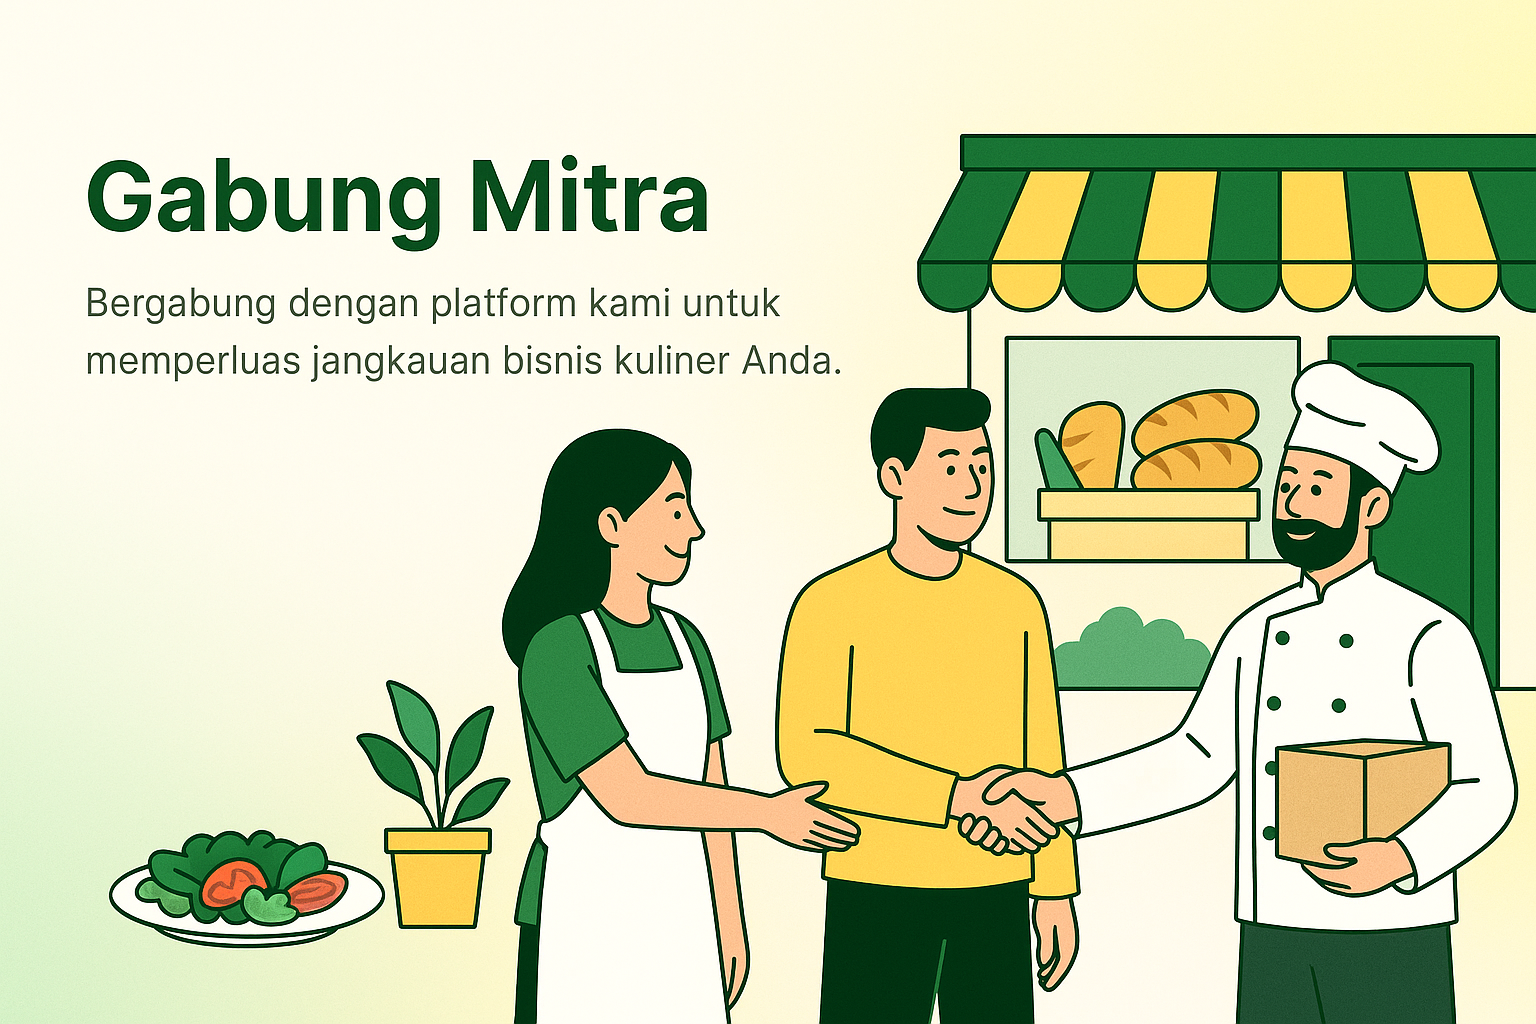 Gabung Mitra
Bergabung dengan platform kami untuk
memperluas jangkauan bisnis kuliner Anda.